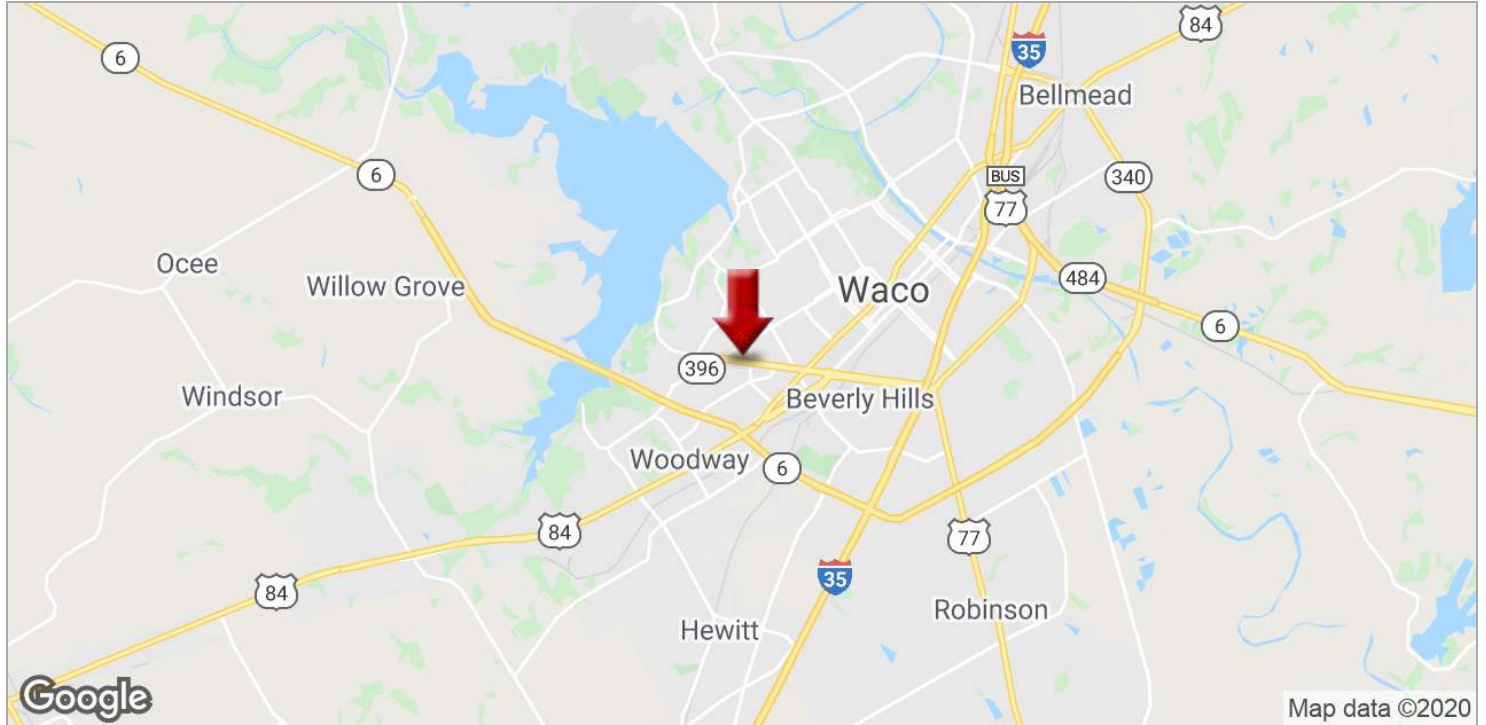 84
6
35
Bellmead
6
BUS
340
77
Ocee
484
Willow Grove
Waco
6
396
Windsor
Beverly Hills
Woodway
6
84
77
35
84
Robinson
Hewitt
Google
Map data ©2020